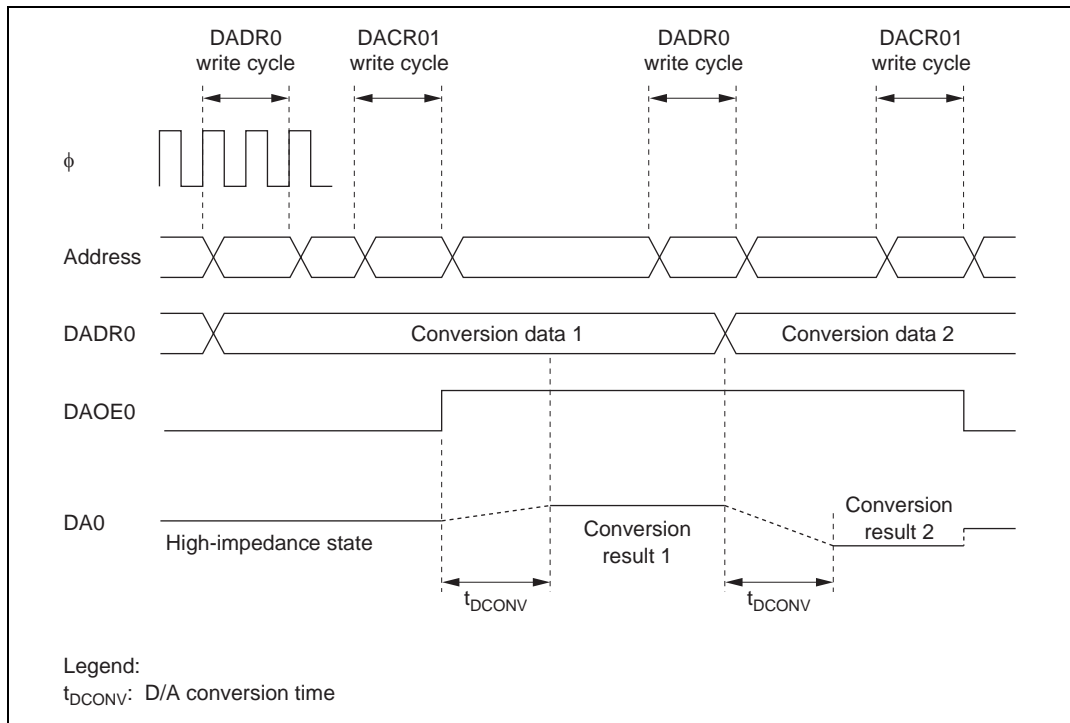 DADR0
write cycle
DACR01
write cycle
DADR0
write cycle
DACR01
write cycle
ϕ
Address
DADR0
Conversion data 1
Conversion data 2
DAOE0
DA0
High-impedance state
Conversion
result 1
Conversion
result 2
tDCONV
tDCONV
Legend:
tDCONV: D/A conversion time